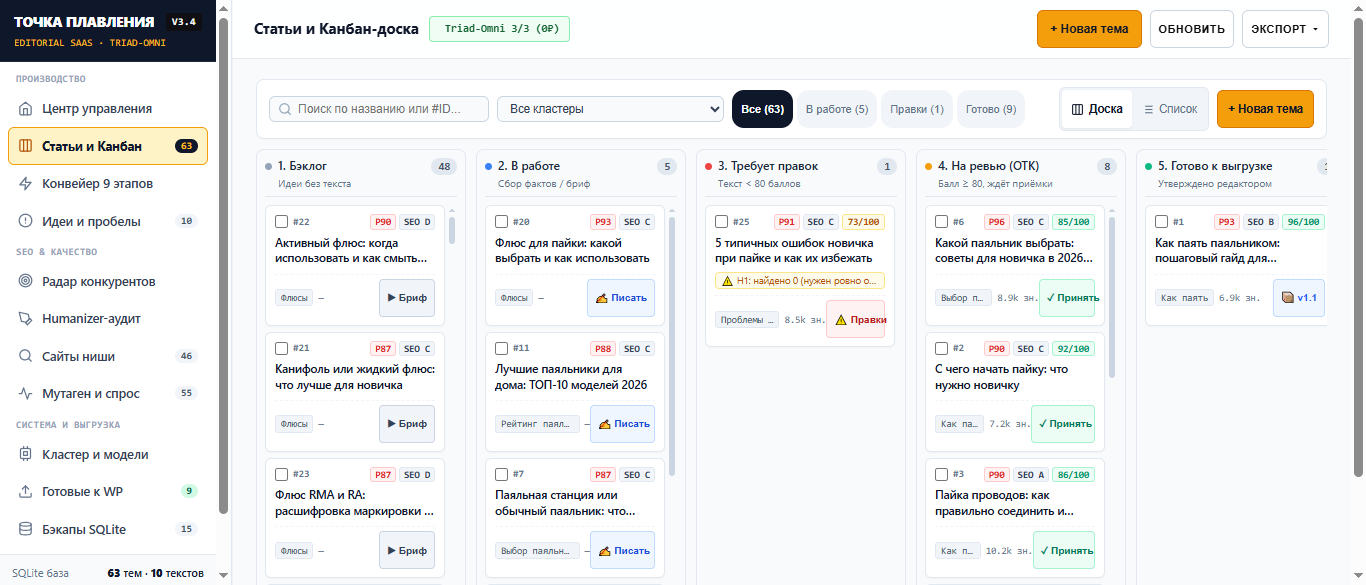 ТОЧКА ПЛАВЛЕНИЯ V3.4
EDITORIAL SAAS · TRIAD-OMNI
ПРОИЗВОДСТВО
Центр управления
Статьи и Канбан 63
Конвейер 9 этапов
Идеи и пробелы 10
SEO & КАЧЕСТВО
Радар конкурентов
Humanizer-аудит
Сайты ниши 46
Мутаген и спрос 55
СИСТЕМА И ВЫГРУЗКА
Кластер и модели
Готовые к WP 9
Бэкапы SQLite 15
SQLite база 63 тем · 10 текстов
Статьи и Канбан-доска Triad-Omni 3/3 (0₽)
+ Новая тема ОБНОВИТЬ ЭКСПОРТ
Поиск по названию или #ID...
Все кластеры
Все (63) В работе (5) Правки (1) Готово (9)
Доска Список + Новая тема
1. Бэклог 48
Идеи без текста
#22 P90 SEO D
Активный флюс: когда
использовать и как смыть...
Флюсы — ▶ Бриф
#21 P87 SEO C
Канифоль или жидкий флюс:
что лучше для новичка
Флюсы — ▶ Бриф
#23 P87 SEO D
Флюс RMA и RA:
расшифровка маркировки ...
Флюсы — ▶ Бриф
2. В работе 5
Сбор фактов / бриф
#20 P93 SEO C
Флюс для пайки: какой
выбрать и как использовать
Флюсы — Писать
#11 P88 SEO C
Лучшие паяльники для
дома: ТОП-10 моделей 2026
Рейтинг паял… — Писать
#7 P87 SEO C
Паяльная станция или
обычный паяльник: что...
Выбор паяльн… — Писать
3. Требует правок 1
Текст < 80 баллов
#25 P91 SEO C 73/100
5 типичных ошибок новичка
при пайке и как их избежать
⚠ H1: найдено 0 (нужен ровно о...
Проблемы … 8.5k зн. ⚠ Правки
4. На ревью (ОТК) 8
Балл ≥ 80, ждёт приёмки
#6 P96 SEO C 85/100
Какой паяльник выбрать:
советы для новичка в 2026...
Выбор п… 8.9k зн. ✓ Принять
#2 P90 SEO C 92/100
С чего начать пайку: что
нужно новичку
Как па… 7.2k зн. ✓ Принять
#3 P90 SEO A 86/100
Пайка проводов: как
правильно соединить и...
Как п… 10.2k зн. ✓ Принять
5. Готово к выгрузке
Утверждено редактором
#1 P93 SEO B 96/100
Как паять паяльником:
пошаговый гайд для...
Как паять 6.9k зн. v1.1